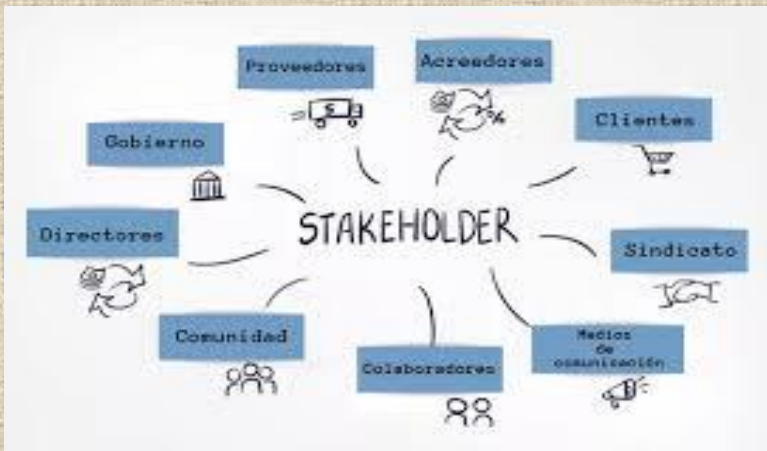 Proveedores
Acreedores
Clientes
Gobierno
STAKEHOLDER
Directores
Sindicato
Comunidad
Colaboradores
Medios
de
comunicación
$
%